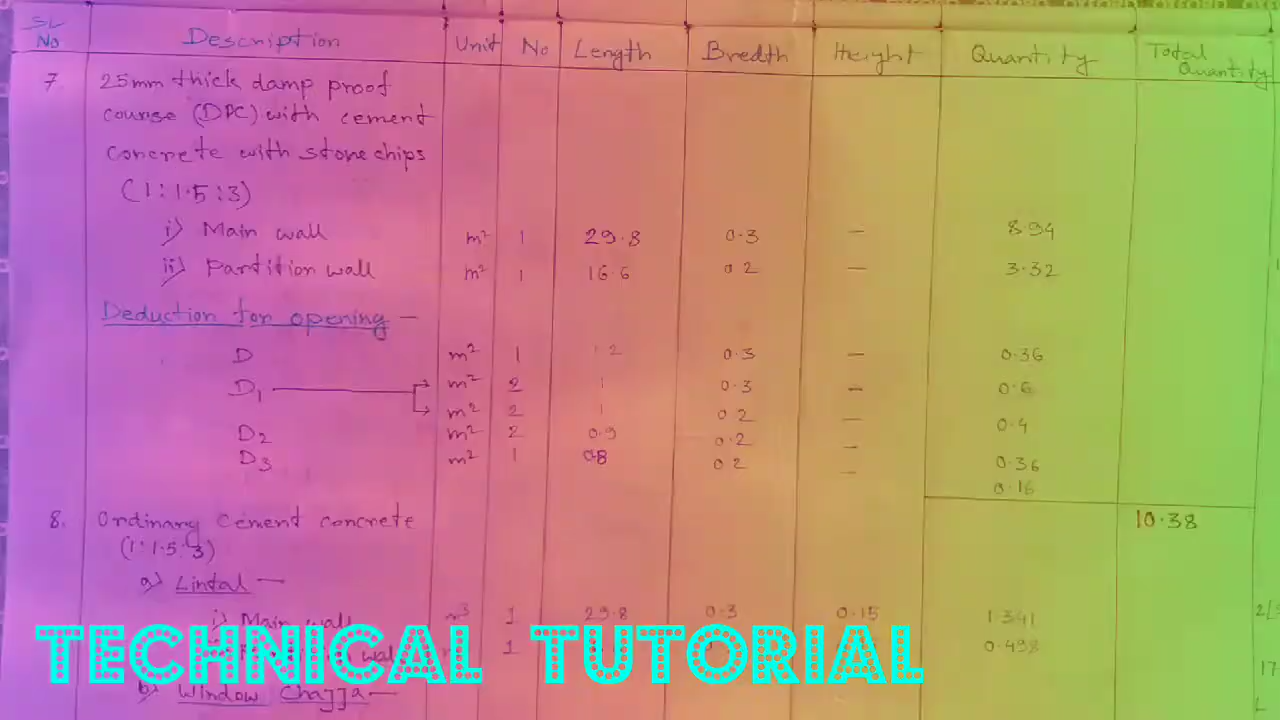 SL No Description Unit No Length Bredth Height Quantity Total Quantity
7. 25mm thick damp proof
course (DPC) with cement
concrete with stone chips
(1:1.5:3)
i) Main wall m² 1 29.8 0.3 — 8.94
ii) Partition wall m² 1 16.6 0.2 — 3.32
Deduction for opening —
D m² 1 1.2 0.3 — 0.36
D₁ m² 2 1 0.3 — 0.6
m² 2 1 0.2 — 0.4
D₂ m² 2 0.9 0.2 — 0.36
D₃ m² 1 0.8 0.2 — 0.16
10.38
8. Ordinary Cement concrete
(1:1.5:3)
a) Lintal —
i) Main wall m³ 1 29.8 0.3 0.15 1.341
wall 1 0.498
b) Window Chajja —
TECHNICAL TUTORIAL
17